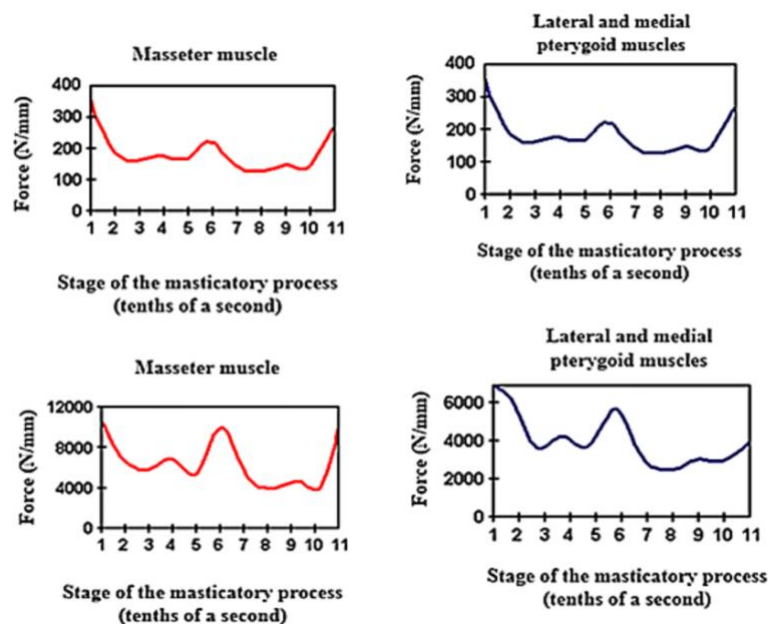 Masseter muscle
400
300
200
100
0
Force (N/mm)
1 2 3 4 5 6 7 8 9 10 11
Stage of the masticatory process
(tenths of a second)
Lateral and medial
pterygoid muscles
400
300
200
100
0
Force (N/mm)
1 2 3 4 5 6 7 8 9 10 11
Stage of the masticatory process
(tenths of a second)
Masseter muscle
12000
8000
4000
0
Force (N/mm)
1 2 3 4 5 6 7 8 9 10 11
Stage of the masticatory process
(tenths of a second)
Lateral and medial
pterygoid muscles
6000
4000
2000
0
Force (N/mm)
1 2 3 4 5 6 7 8 9 10 11
Stage of the masticatory process
(tenths of a second)